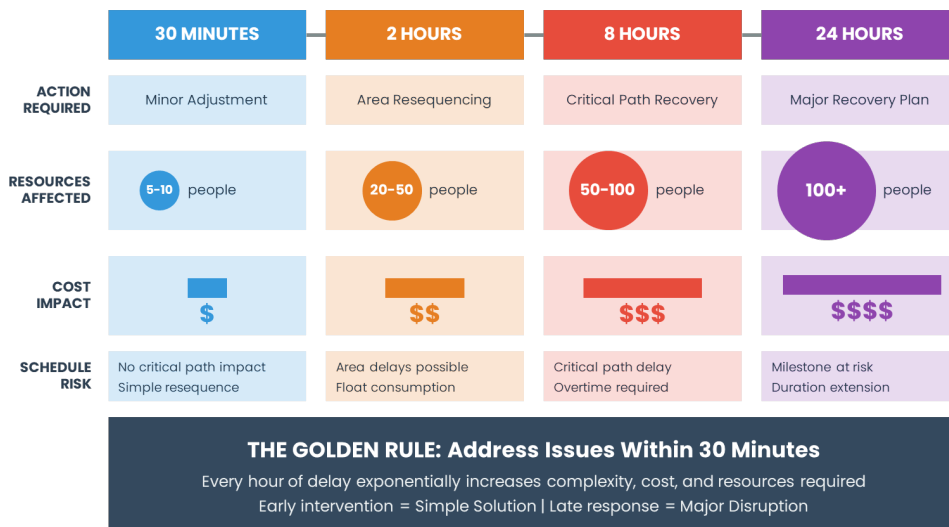 30 MINUTES
2 HOURS
8 HOURS
24 HOURS
ACTION
REQUIRED
Minor Adjustment
Area Resequencing
Critical Path Recovery
Major Recovery Plan
RESOURCES
AFFECTED
5-10 people
20-50 people
50-100 people
100+ people
COST
IMPACT
$
$$
$$$
$$$$
SCHEDULE
RISK
No critical path impact
Simple resequence
Area delays possible
Float consumption
Critical path delay
Overtime required
Milestone at risk
Duration extension
THE GOLDEN RULE: Address Issues Within 30 Minutes
Every hour of delay exponentially increases complexity, cost, and resources required
Early intervention = Simple Solution | Late response = Major Disruption